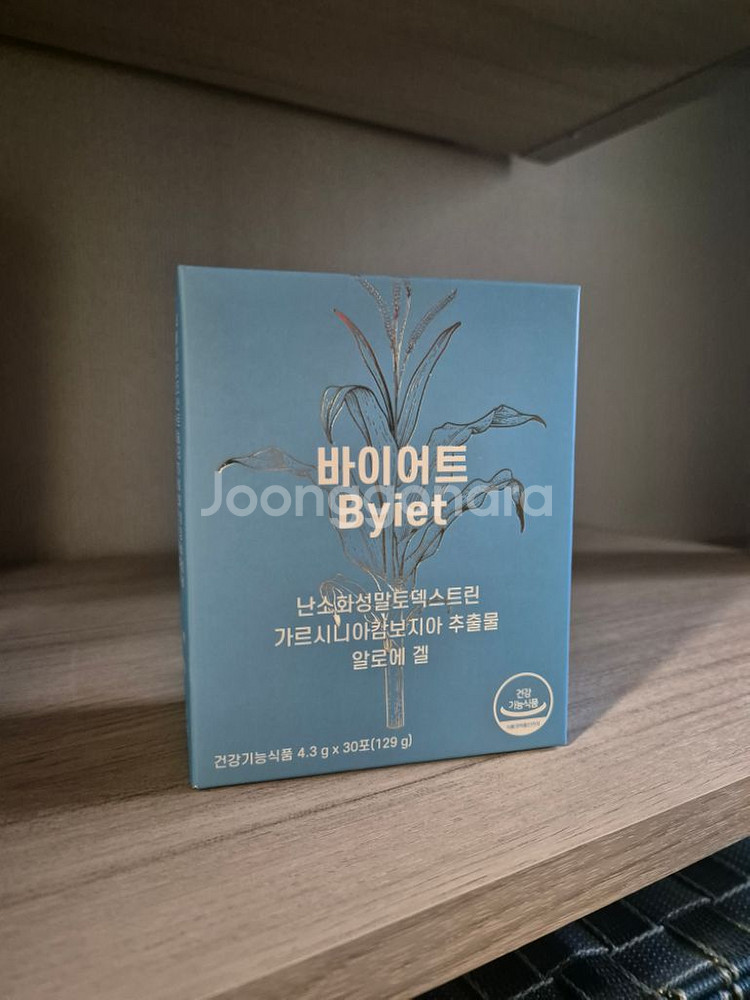 바이어트
Byiet
Joonggonara
난소화성말토덱스트린
가르시니아캄보지아 추출물
알로에 겔
건강
기능식품
건강기능식품 4.3 g x 30포(129 g)